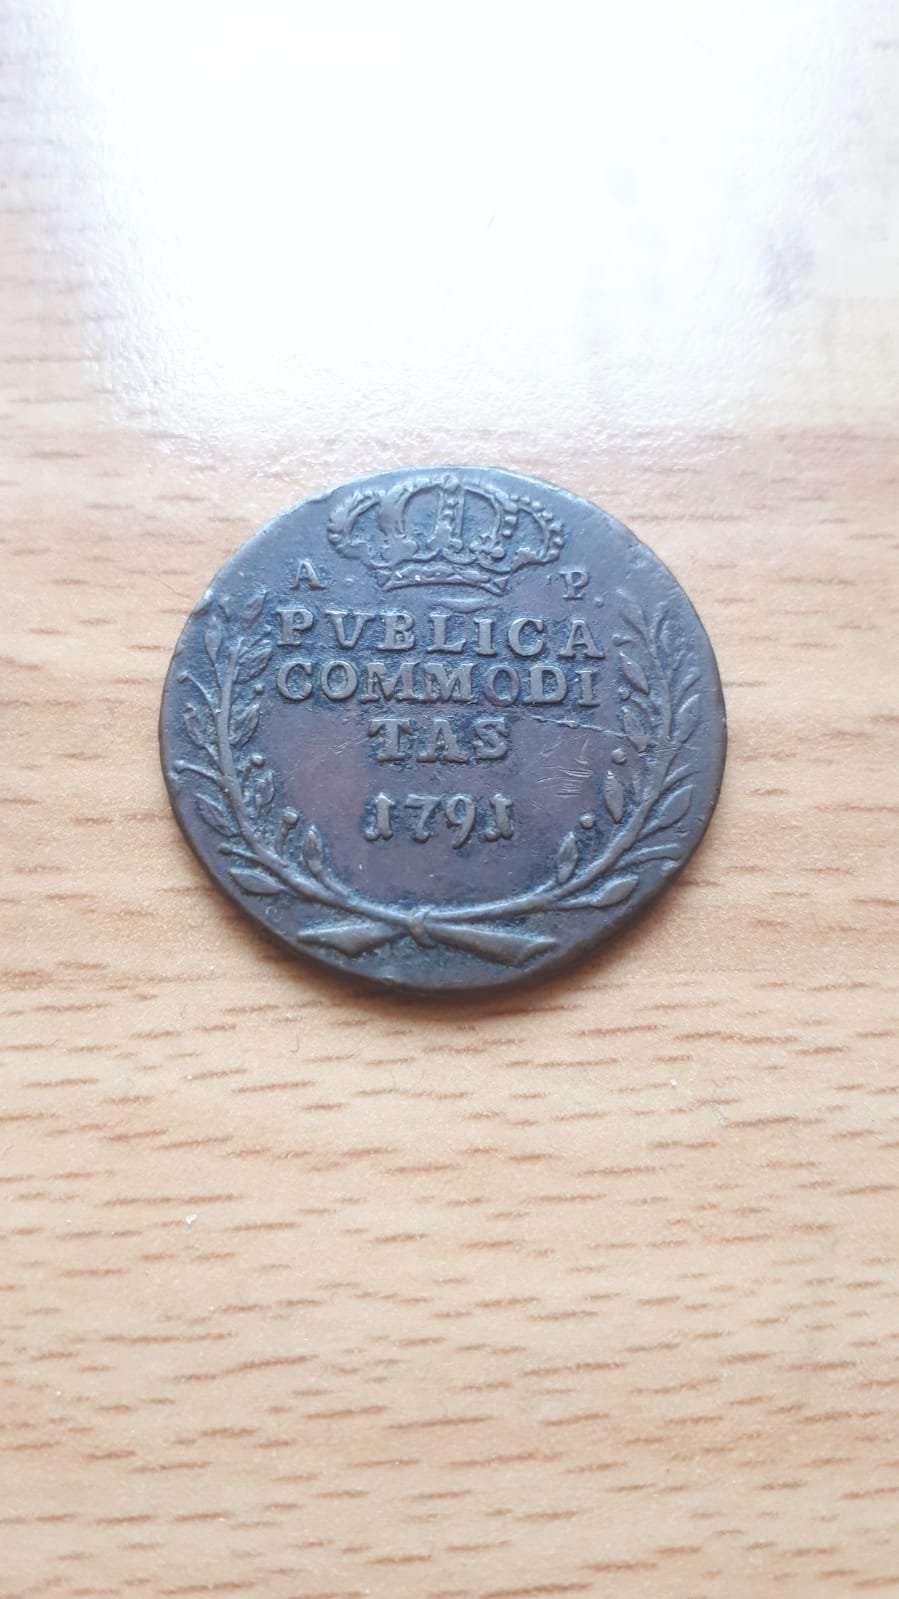 A P.
PVBLICA
COMMODI
TAS
1791